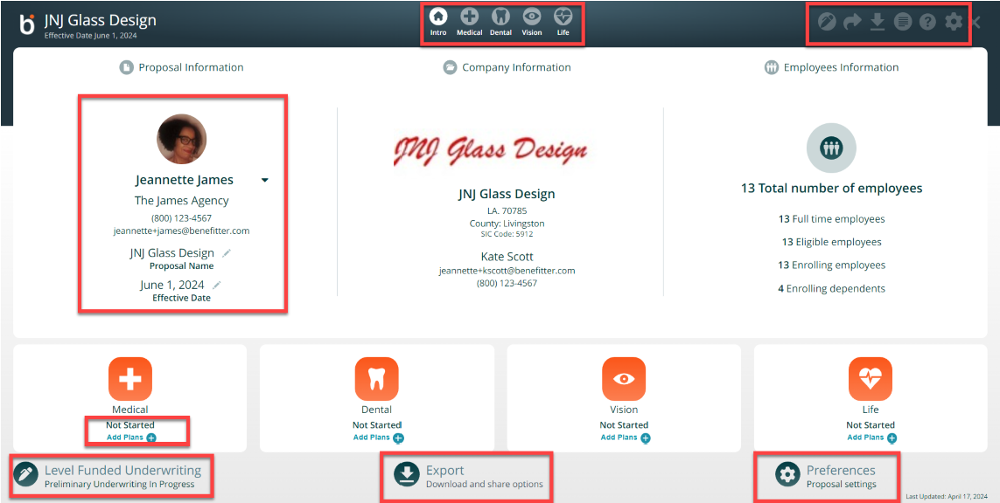 JNJ Glass Design
Effective Date June 1, 2024
Intro Medical Dental Vision Life
Proposal Information
Company Information
Employees Information
Jeannette James
The James Agency
(800) 123-4567
jeannette+james@benefitter.com
JNJ Glass Design
Proposal Name
June 1, 2024
Effective Date
JNJ Glass Design
JNJ Glass Design
LA. 70785
County: Livingston
SIC Code: 5912
Kate Scott
jeannette+kscott@benefitter.com
(800) 123-4567
13 Total number of employees
13 Full time employees
13 Eligible employees
13 Enrolling employees
4 Enrolling dependents
Medical
Not Started
Add Plans
Dental
Not Started
Add Plans
Vision
Not Started
Add Plans
Life
Not Started
Add Plans
Level Funded Underwriting
Preliminary Underwriting In Progress
Export
Download and share options
Preferences
Proposal settings
Last Updated: April 17, 2024